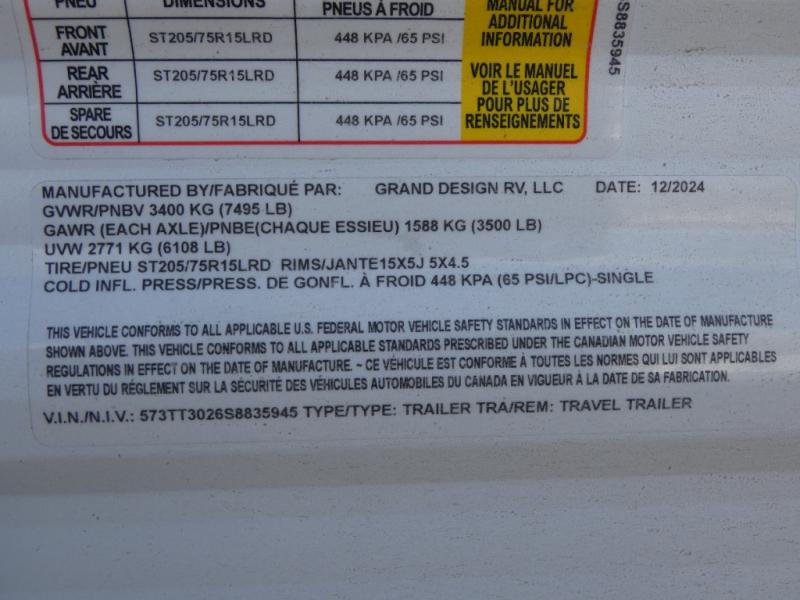 PNEU DIMENSIONS PNEUS À FROID
FRONT AVANT ST205/75R15LRD 448 KPA /65 PSI
REAR ARRIÈRE ST205/75R15LRD 448 KPA /65 PSI
SPARE DE SECOURS ST205/75R15LRD 448 KPA /65 PSI
MANUAL FOR
ADDITIONAL
INFORMATION
VOIR LE MANUEL
DE L'USAGER
POUR PLUS DE
RENSEIGNEMENTS
S8835945
MANUFACTURED BY/FABRIQUÉ PAR: GRAND DESIGN RV, LLC DATE: 12/2024
GVWR/PNBV 3400 KG (7495 LB)
GAWR (EACH AXLE)/PNBE(CHAQUE ESSIEU) 1588 KG (3500 LB)
UVW 2771 KG (6108 LB)
TIRE/PNEU ST205/75R15LRD RIMS/JANTE15X5J 5X4.5
COLD INFL. PRESS/PRESS. DE GONFL. À FROID 448 KPA (65 PSI/LPC)-SINGLE
THIS VEHICLE CONFORMS TO ALL APPLICABLE U.S. FEDERAL MOTOR VEHICLE SAFETY STANDARDS IN EFFECT ON THE DATE OF MANUFACTURE
SHOWN ABOVE. THIS VEHICLE CONFORMS TO ALL APPLICABLE STANDARDS PRESCRIBED UNDER THE CANADIAN MOTOR VEHICLE SAFETY
REGULATIONS IN EFFECT ON THE DATE OF MANUFACTURE. ~ CE VÉHICULE EST CONFORME À TOUTES LES NORMES QUI LUI SONT APPLICABLES
EN VERTU DU RÉGLEMENT SUR LA SÉCURITÉ DES VÉHICULES AUTOMOBILES DU CANADA EN VIGUEUR À LA DATE DE SA FABRICATION.
V.I.N./N.I.V.: 573TT3026S8835945 TYPE/TYPE: TRAILER TRA/REM: TRAVEL TRAILER